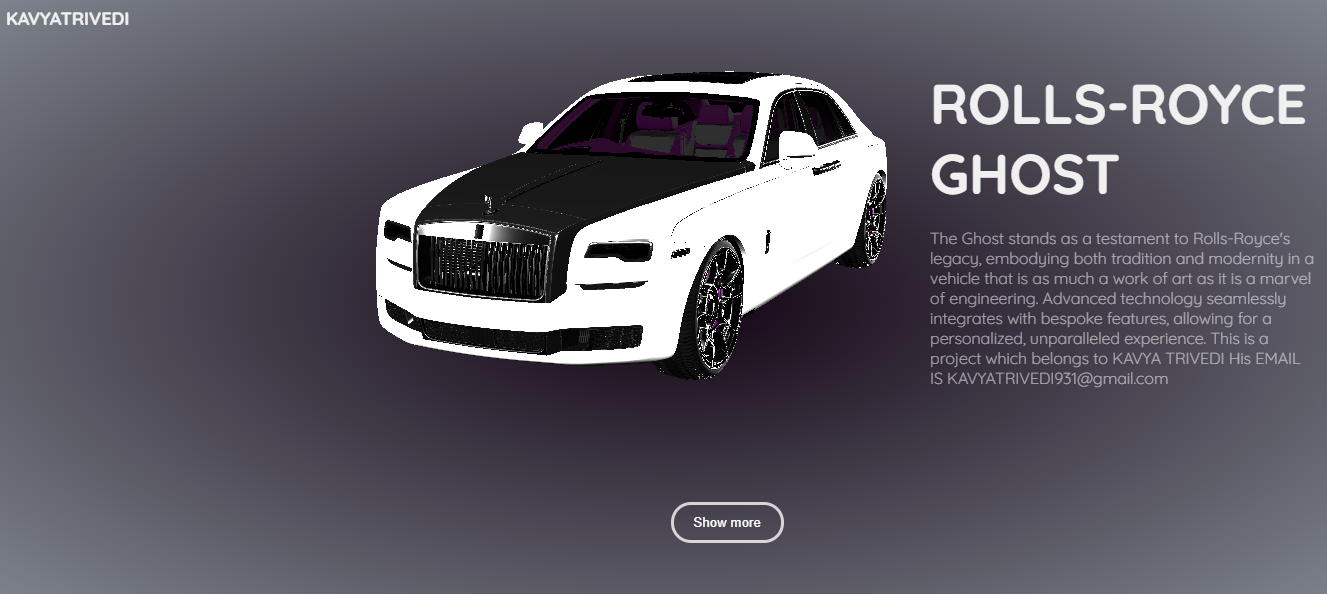 KAVYATRIVEDI
ROLLS-ROYCE
GHOST
The Ghost stands as a testament to Rolls-Royce's
legacy, embodying both tradition and modernity in a
vehicle that is as much a work of art as it is a marvel
of engineering. Advanced technology seamlessly
integrates with bespoke features, allowing for a
personalized, unparalleled experience. This is a
project which belongs to KAVYA TRIVEDI His EMAIL
IS KAVYATRIVEDI931@gmail.com
Show more